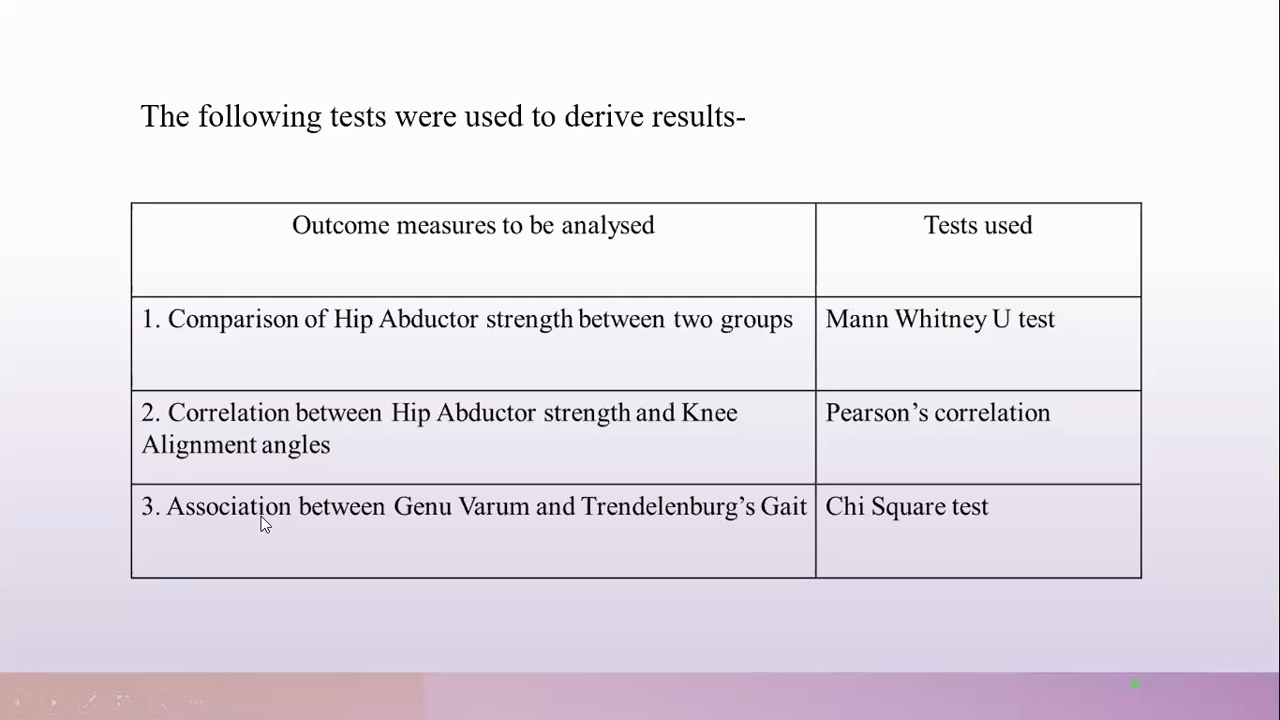 The following tests were used to derive results-
Outcome measures to be analysed
Tests used
1. Comparison of Hip Abductor strength between two groups
Mann Whitney U test
2. Correlation between Hip Abductor strength and Knee
Alignment angles
Pearson’s correlation
3. Association between Genu Varum and Trendelenburg’s Gait
Chi Square test